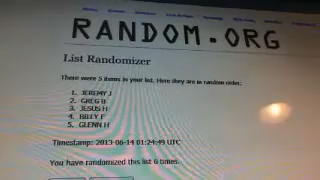 RANDOM.ORG
List Randomizer
There were 5 items in your list. Here they are in random order:
1. JEREMY J
2. GREG B
3. JESUS H
4. BILLY F
5. GLENN H
Timestamp: 2013-06-14 01:24:49 UTC
You have randomized this list 6 times.